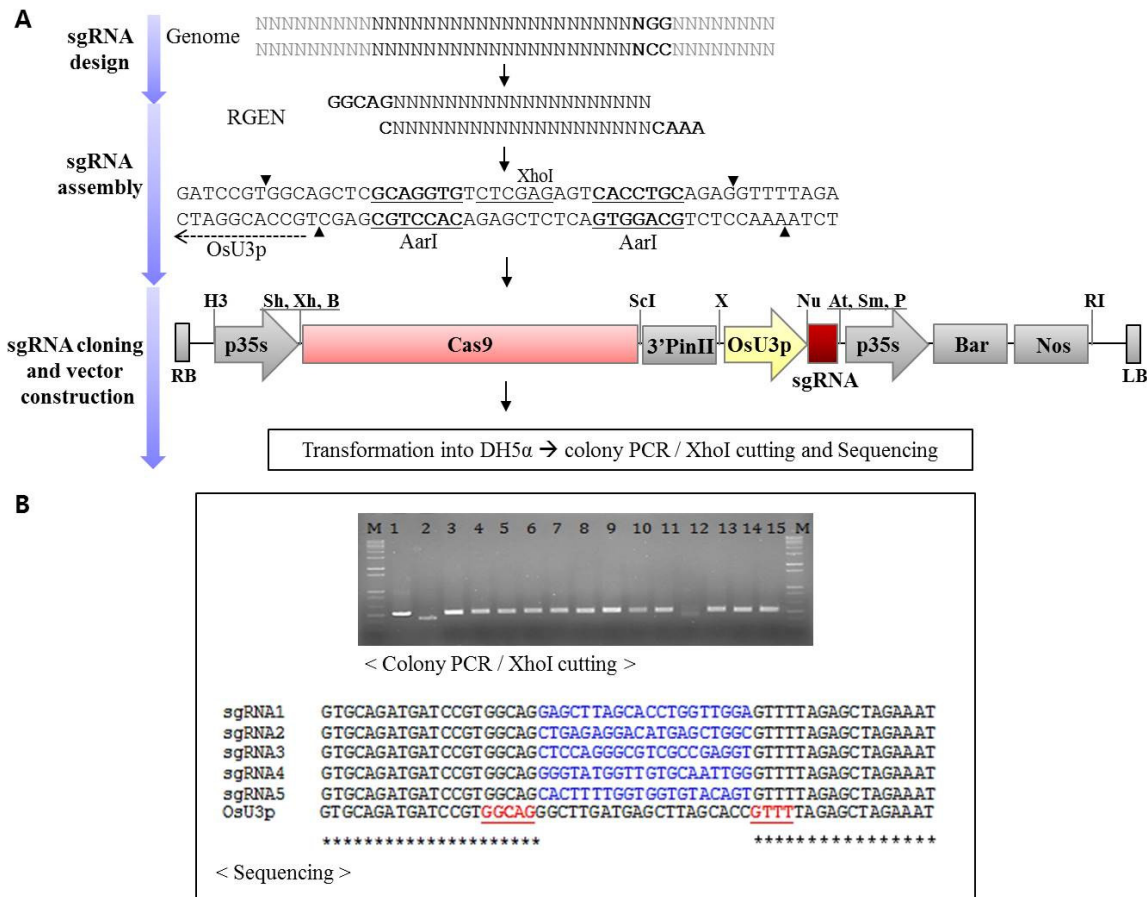 A
sgRNA
design
Genome
NNNNNNNNNNNNNNNNNNNNNNNNNNNNNNGGNNNNNNNN
NNNNNNNNNNNNNNNNNNNNNNNNNNNNNNCCNNNNNNNN
RGEN
GGCAGNNNNNNNNNNNNNNNNNNNN
CNNNNNNNNNNNNNNNNNNNNCAAA
sgRNA
assembly
XhoI
GATCCGTGGCAGCTCGCAGGTGTCTCGAGAGTCACCTGCAGAGGTTTTAGA
CTAGGCACCGTCGAGCGTCCACAGAGCTCTCAGTGGACGTCTCCAAAATCT
OsU3p AarI AarI
H3 Sh, Xh, B ScI X Nu At, Sm, P RI
sgRNA cloning
and vector
construction
p35s Cas9 3'PinII OsU3p p35s Bar Nos
RB sgRNA LB
Transformation into DH5α → colony PCR / XhoI cutting and Sequencing
B
M 1 2 3 4 5 6 7 8 9 10 11 12 13 14 15 M
< Colony PCR / XhoI cutting >
sgRNA1 GTGCAGATGATCCGTGGCAGGAGCTTAGCACCTGGTTGGAGTTTTAGAGCTAGAAAT
sgRNA2 GTGCAGATGATCCGTGGCAGCTGAGAGGACATGAGCTGGCGTTTTAGAGCTAGAAAT
sgRNA3 GTGCAGATGATCCGTGGCAGCTCCAGGGCGTCGCCGAGGTGTTTTAGAGCTAGAAAT
sgRNA4 GTGCAGATGATCCGTGGCAGGGGTATGGTTGTGCAATTGGGTTTTAGAGCTAGAAAT
sgRNA5 GTGCAGATGATCCGTGGCAGCACTTTTGGTGGTGTACAGTGTTTTAGAGCTAGAAAT
OsU3p GTGCAGATGATCCGTGGCAGGGCTTGATGAGCTTAGCACCGTTTTAGAGCTAGAAAT
******************** *****************
< Sequencing >